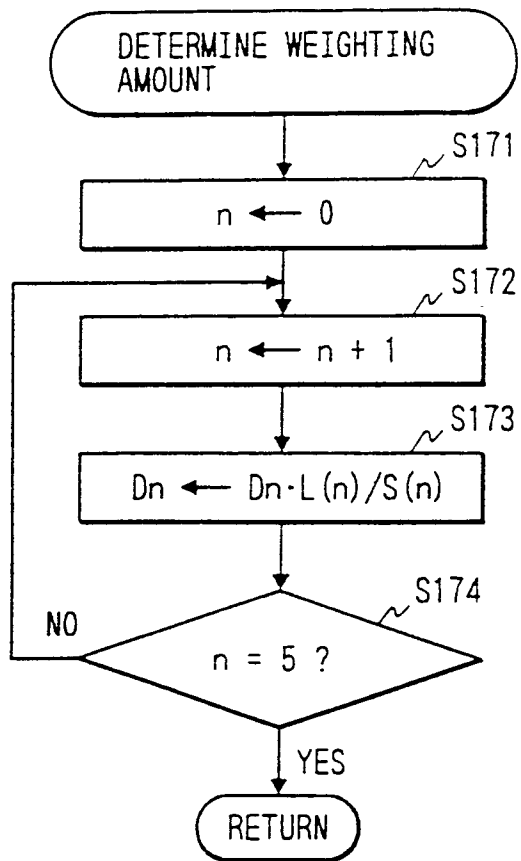 DETERMINE WEIGHTING
AMOUNT
S171
n ← 0
S172
n ← n + 1
S173
Dn ← Dn·L(n)/S(n)
S174
NO
n = 5 ?
YES
RETURN